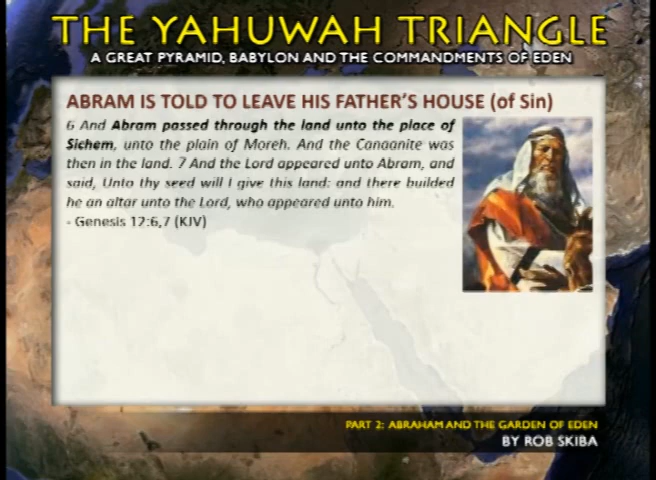 THE YAHUWAH TRIANGLE
A GREAT PYRAMID, BABYLON AND THE COMMANDMENTS OF EDEN
ABRAM IS TOLD TO LEAVE HIS FATHER'S HOUSE (of Sin)
6 And Abram passed through the land unto the place of
Sichem, unto the plain of Moreh. And the Canaanite was
then in the land. 7 And the Lord appeared unto Abram, and
said, Unto thy seed will I give this land: and there builded
he an altar unto the Lord, who appeared unto him.
- Genesis 12:6,7 (KJV)
PART 2: ABRAHAM AND THE GARDEN OF EDEN
BY ROB SKIBA